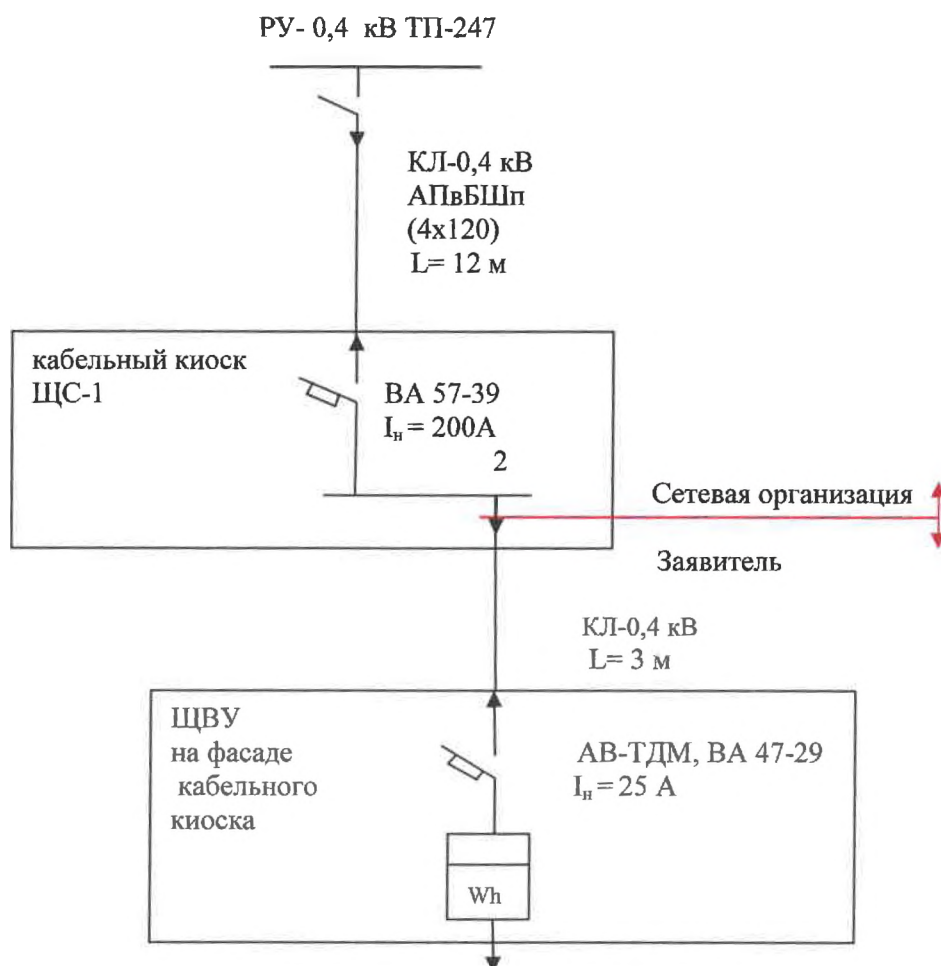 РУ- 0,4 кВ ТП-247
КЛ-0,4 кВ
АПвБШп
(4х120)
L= 12 м
кабельный киоск
ЩС-1
ВА 57-39
Iн = 200А
2
Сетевая организация
Заявитель
КЛ-0,4 кВ
L= 3 м
ЩВУ
на фасаде
кабельного
киоска
АВ-ТДМ, ВА 47-29
Iн = 25 А
Wh